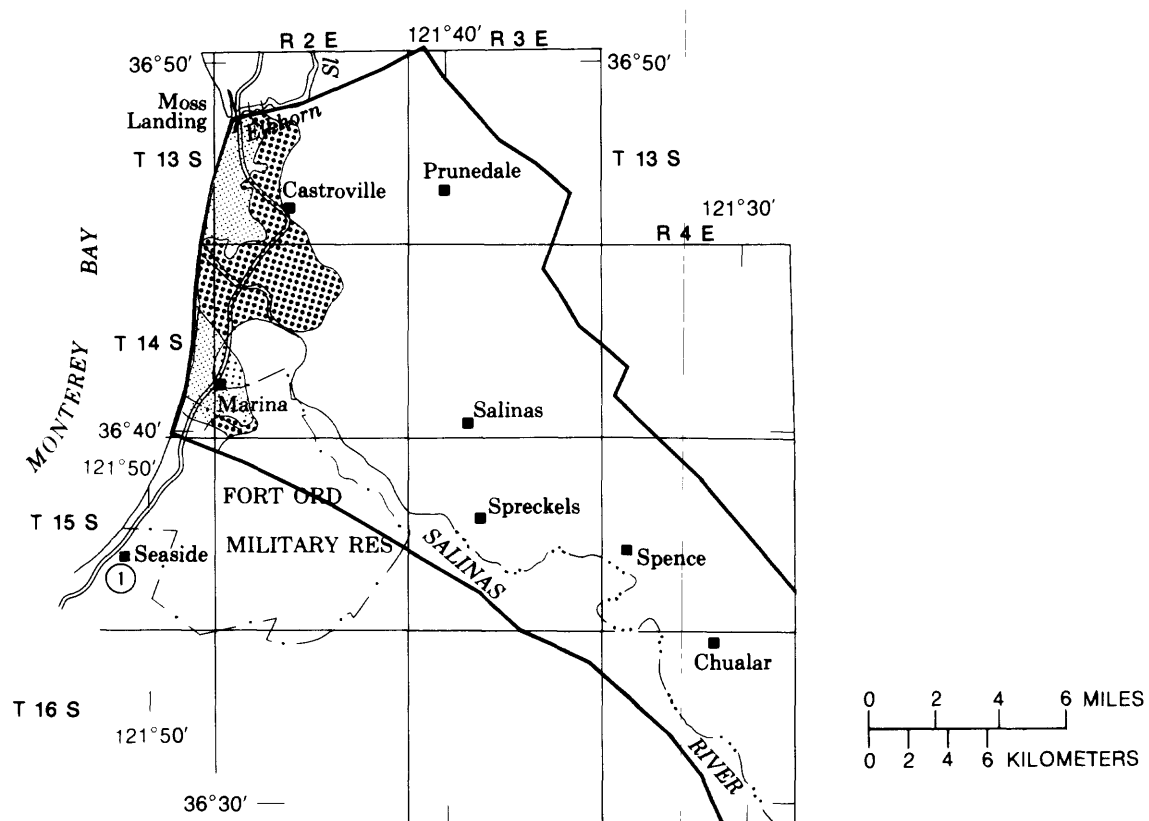 R 2 E
121°40′
R 3 E
36°50′
Sl
36°50′
Moss
Landing
Elkhorn
T 13 S
T 13 S
Prunedale
Castroville
121°30′
R 4 E
MONTEREY BAY
T 14 S
Marina
Salinas
36°40′
121°50′
FORT ORD
MILITARY RES
T 15 S
Spreckels
Seaside
1
SALINAS
Spence
Chualar
T 16 S
121°50′
RIVER
36°30′
0 2 4 6 MILES
0 2 4 6 KILOMETERS